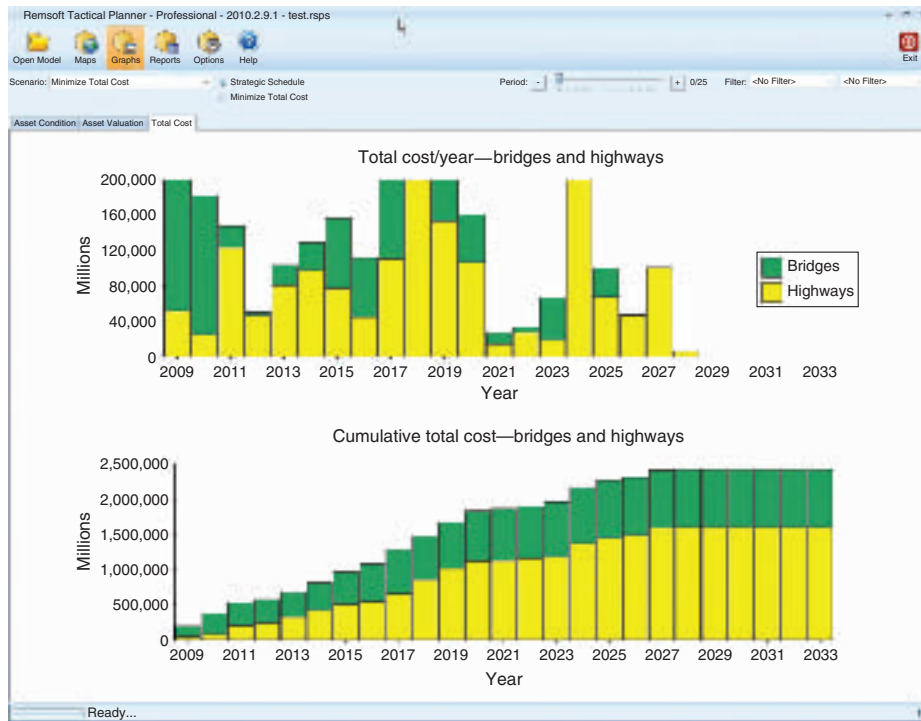 Remsoft Tactical Planner - Professional - 2010.2.9.1 - test.rsps
Open Model Maps Graphs Reports Options Help Exit
Scenario: Minimize Total Cost Strategic Schedule Period: - + 0/25 Filter: <No Filter> <No Filter>
Minimize Total Cost
Asset Condition Asset Valuation Total Cost
Total cost/year—bridges and highways
200,000
160,000
120,000
80,000
40,000
0
Millions
Bridges
Highways
2009 2011 2013 2015 2017 2019 2021 2023 2025 2027 2029 2031 2033
Year
Cumulative total cost—bridges and highways
2,500,000
2,000,000
1,500,000
1,000,000
500,000
0
Millions
2009 2011 2013 2015 2017 2019 2021 2023 2025 2027 2029 2031 2033
Year
Ready...